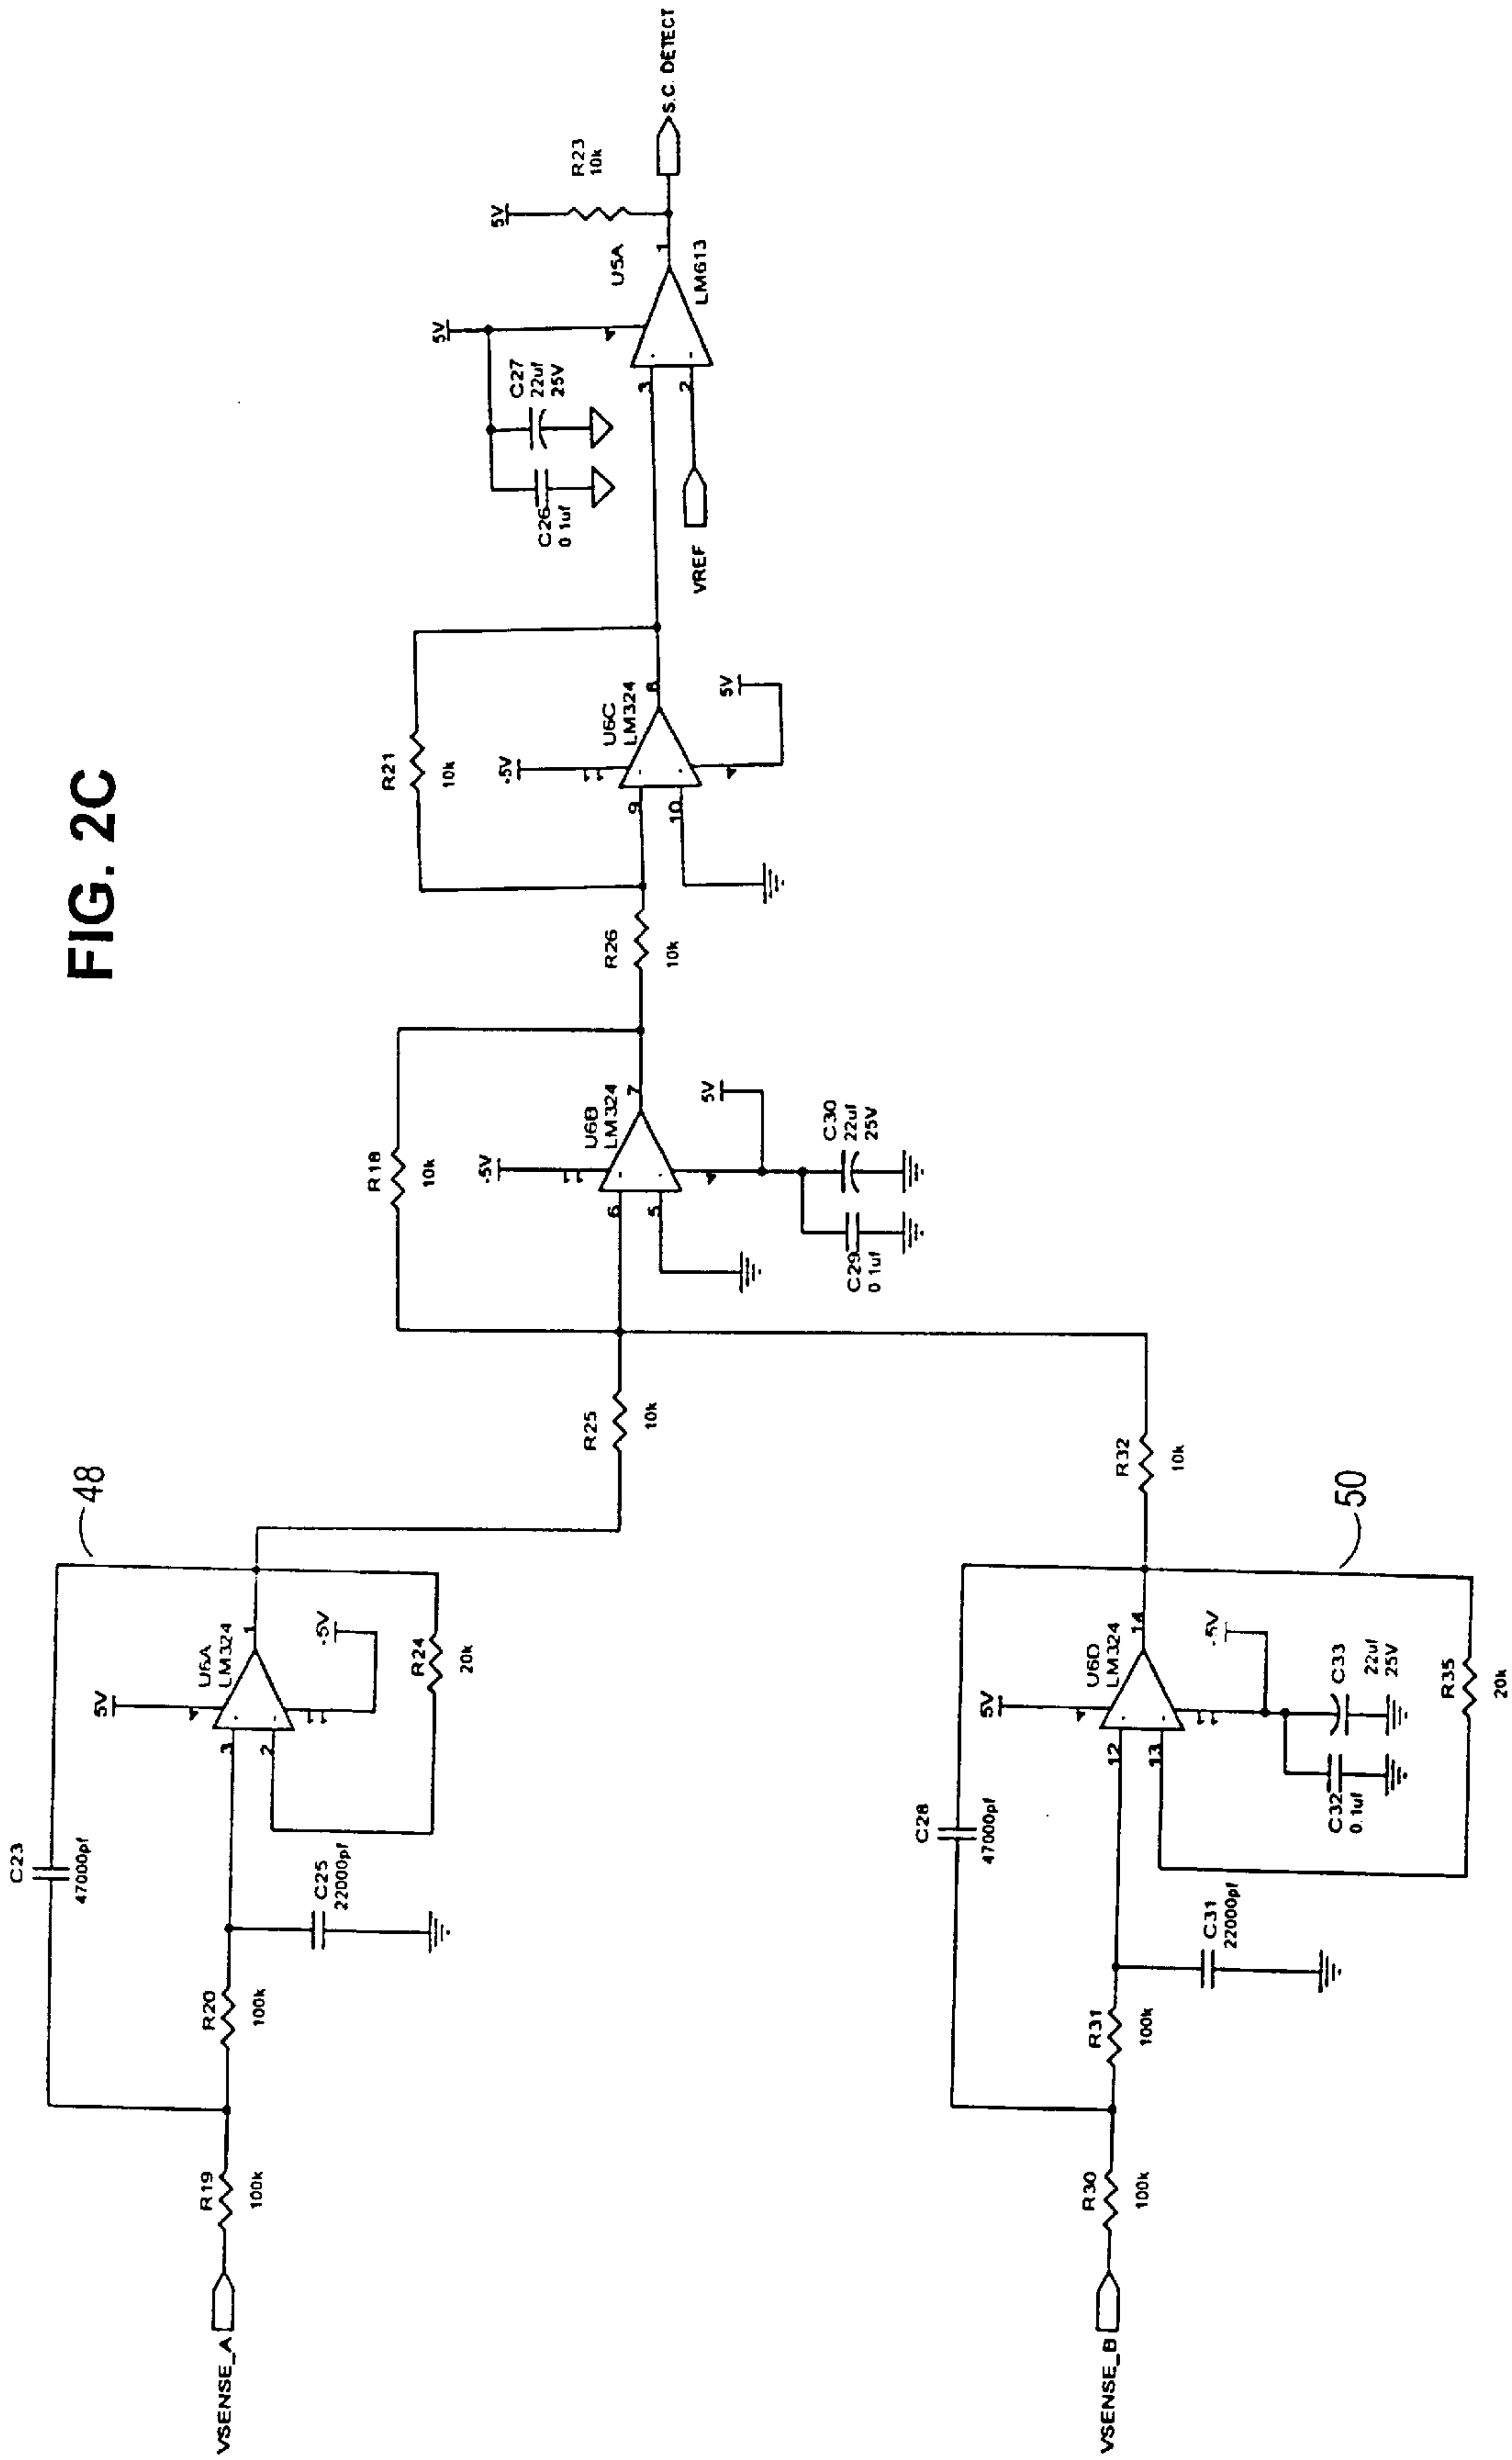 FIG. 2C
48
C23
47000pf
VSENSE_A
R19
100k
R20
100k
C25
22000pf
5V
U6A
LM324
3
2
1
-5V
R24
20k
R25
10k
R18
10k
-5V
U6B
LM324
6
5
7
5V
C29
0.1uf
C30
22uf
25V
R26
10k
R21
10k
-5V
U6C
LM324
9
10
8
5V
C26
0.1uf
C27
22uf
25V
5V
VREF
3
2
1
U5A
LM613
5V
R23
10k
S.C. DETECT
50
C28
47000pf
VSENSE_B
R30
100k
R31
100k
C31
22000pf
5V
U6D
LM324
12
13
14
-5V
C32
0.1uf
C33
22uf
25V
R35
20k
R32
10k